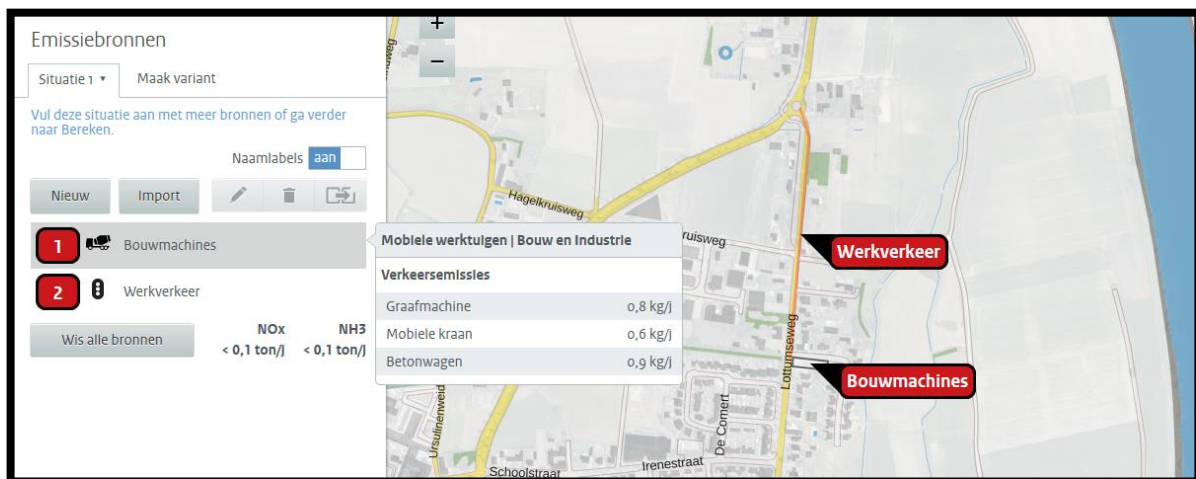 Emissiebronnen
Situatie 1 ▾ Maak variant
Vul deze situatie aan met meer bronnen of ga verder
naar Bereken.
Naamlabels aan
Nieuw Import
1 Bouwmachines
2 Werkverkeer
Wis alle bronnen
NOx NH3
< 0,1 ton/j < 0,1 ton/j
Mobiele werktuigen | Bouw en Industrie
Verkeersemissies
Graafmachine 0,8 kg/j
Mobiele kraan 0,6 kg/j
Betonwagen 0,9 kg/j
+
−
Hagelkruisweg
ruisweg
Werkverkeer
Lottumseweg
Bouwmachines
De Comert
Ursulinenweid
Irenestraat
Schoolstraat